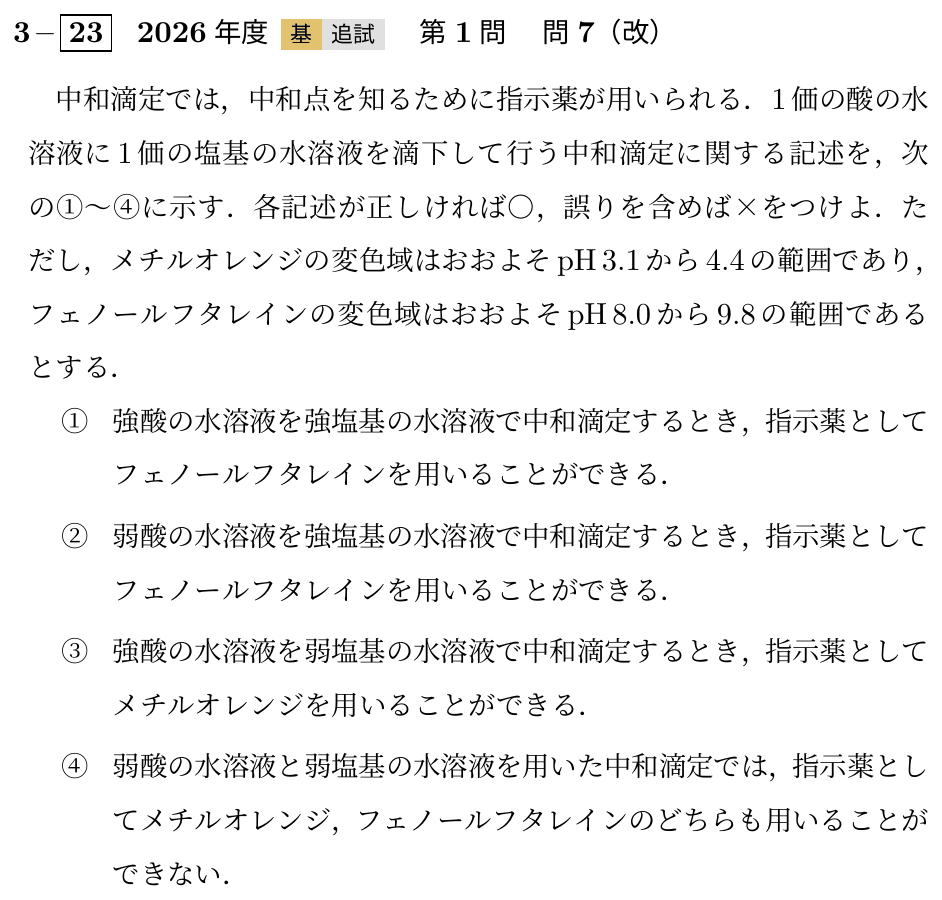 3－23 2026 年度 基 追試 第 1 問 問 7（改）
中和滴定では，中和点を知るために指示薬が用いられる．1 価の酸の水
溶液に 1 価の塩基の水溶液を滴下して行う中和滴定に関する記述を，次
の①～④に示す．各記述が正しければ○，誤りを含めば×をつけよ．た
だし，メチルオレンジの変色域はおおよそ pH 3.1 から 4.4 の範囲であり，
フェノールフタレインの変色域はおおよそ pH 8.0 から 9.8 の範囲である
とする．
① 強酸の水溶液を強塩基の水溶液で中和滴定するとき，指示薬として
フェノールフタレインを用いることができる．
② 弱酸の水溶液を強塩基の水溶液で中和滴定するとき，指示薬として
フェノールフタレインを用いることができる．
③ 強酸の水溶液を弱塩基の水溶液で中和滴定するとき，指示薬として
メチルオレンジを用いることができる．
④ 弱酸の水溶液と弱塩基の水溶液を用いた中和滴定では，指示薬とし
てメチルオレンジ，フェノールフタレインのどちらも用いることが
できない．